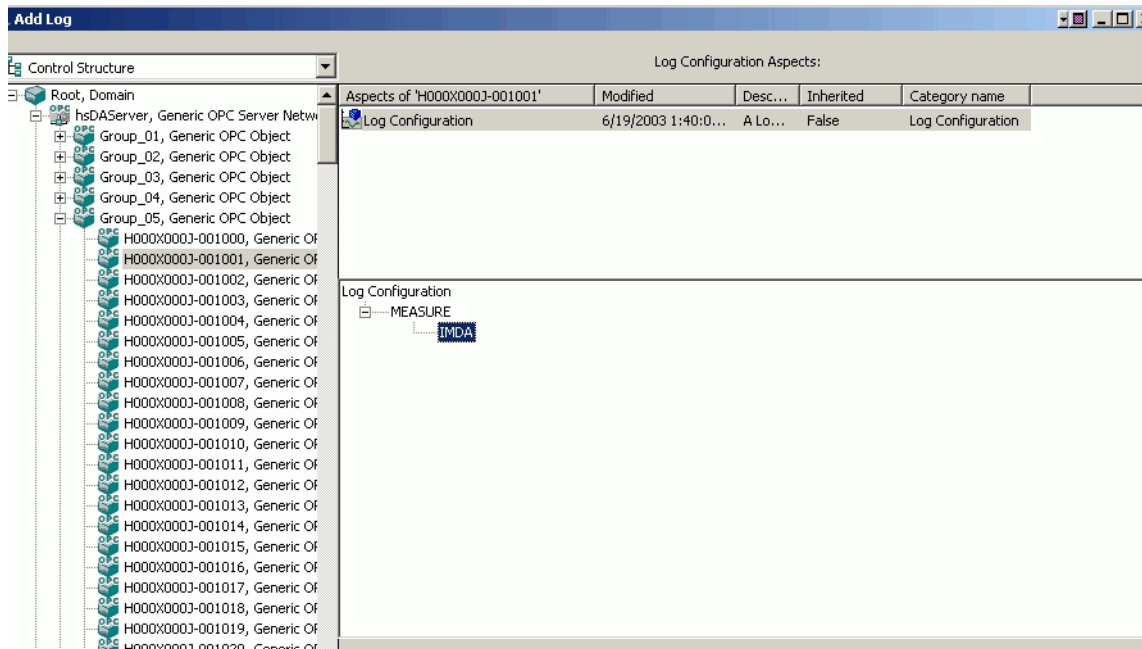 Add Log
Control Structure
Log Configuration Aspects:
Root, Domain
hsDAServer, Generic OPC Server Netw
Group_01, Generic OPC Object
Group_02, Generic OPC Object
Group_03, Generic OPC Object
Group_04, Generic OPC Object
Group_05, Generic OPC Object
H000X000J-001000, Generic OF
H000X000J-001001, Generic OF
H000X000J-001002, Generic OF
H000X000J-001003, Generic OF
H000X000J-001004, Generic OF
H000X000J-001005, Generic OF
H000X000J-001006, Generic OF
H000X000J-001007, Generic OF
H000X000J-001008, Generic OF
H000X000J-001009, Generic OF
H000X000J-001010, Generic OF
H000X000J-001011, Generic OF
H000X000J-001012, Generic OF
H000X000J-001013, Generic OF
H000X000J-001014, Generic OF
H000X000J-001015, Generic OF
H000X000J-001016, Generic OF
H000X000J-001017, Generic OF
H000X000J-001018, Generic OF
H000X000J-001019, Generic OF
Aspects of 'H000X000J-001001' Modified Desc... Inherited Category name
Log Configuration 6/19/2003 1:40:0... A Lo... False Log Configuration
Log Configuration
MEASURE
IMDA